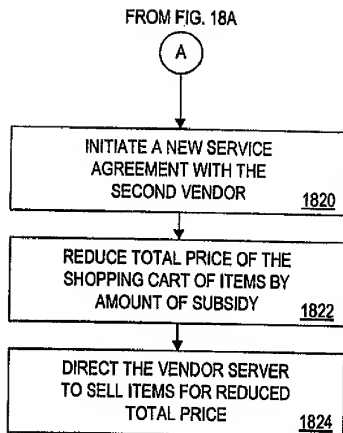 FROM FIG. 18A
A
INITIATE A NEW SERVICE
AGREEMENT WITH THE
SECOND VENDOR
1820
REDUCE TOTAL PRICE OF THE
SHOPPING CART OF ITEMS BY
AMOUNT OF SUBSIDY
1822
DIRECT THE VENDOR SERVER
TO SELL ITEMS FOR REDUCED
TOTAL PRICE
1824